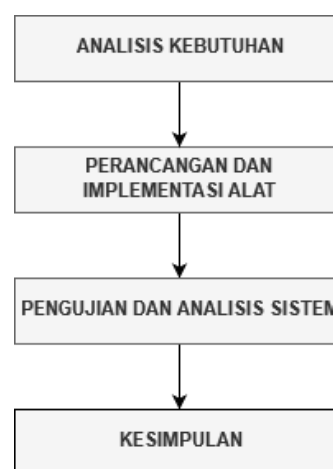 ANALISIS KEBUTUHAN
PERANCANGAN DAN
IMPLEMENTASI ALAT
PENGUJIAN DAN ANALISIS SISTEM
KESIMPULAN